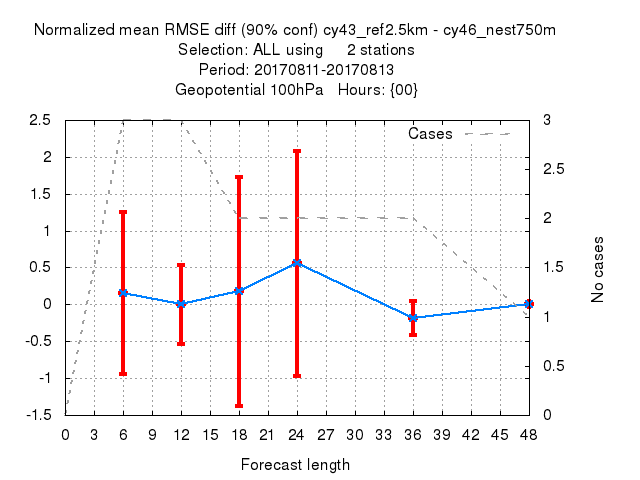 Normalized mean RMSE diff (90% conf) cy43_ref2.5km - cy46_nest750m
Selection: ALL using 2 stations
Period: 20170811-20170813
Geopotential 100hPa Hours: {00}
Cases
2.5
2
1.5
1
0.5
0
-0.5
-1
-1.5
3
2.5
2
1.5
1
0.5
0
No cases
0 3 6 9 12 15 18 21 24 27 30 33 36 39 42 45 48
Forecast length